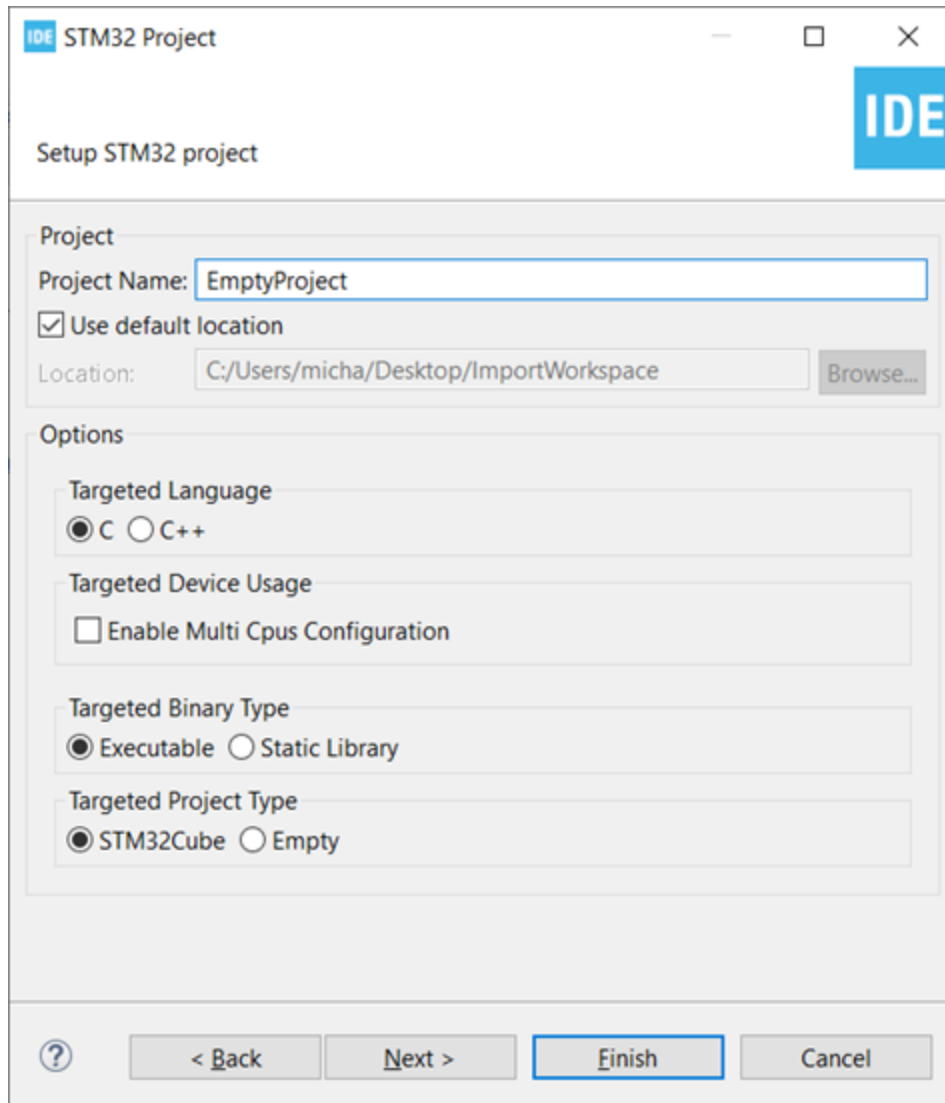 IDE STM32 Project
IDE
Setup STM32 project
Project
Project Name: EmptyProject
Use default location
Location: C:/Users/micha/Desktop/ImportWorkspace Browse...
Options
Targeted Language
C C++
Targeted Device Usage
Enable Multi Cpus Configuration
Targeted Binary Type
Executable Static Library
Targeted Project Type
STM32Cube Empty
? < Back Next > Finish Cancel